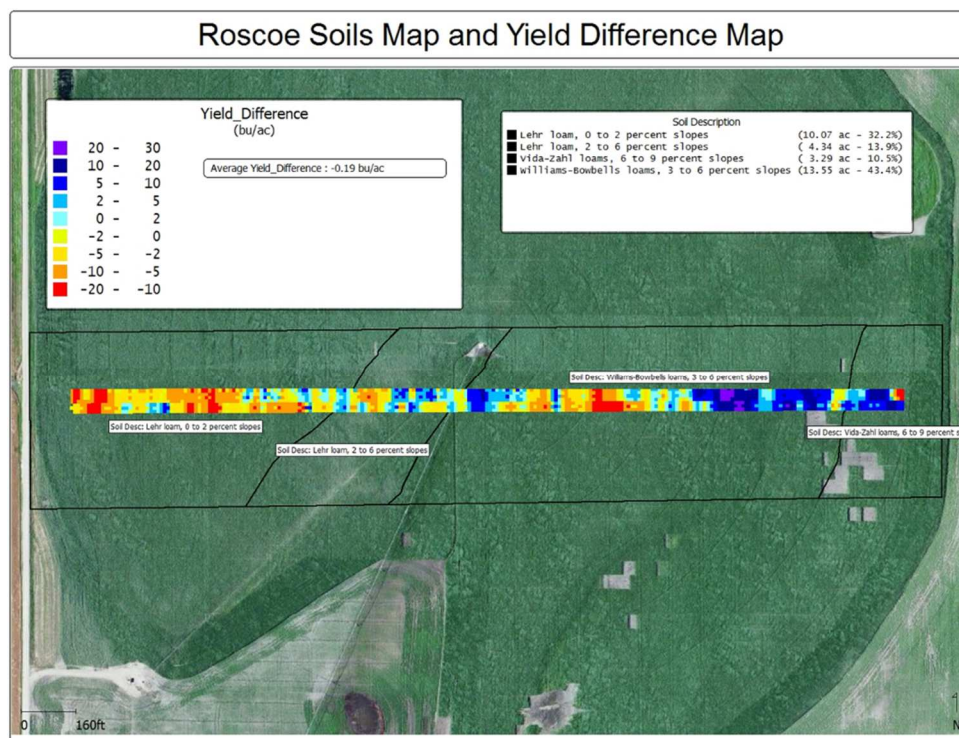 Roscoe Soils Map and Yield Difference Map
Yield_Difference
(bu/ac)
20 - 30
10 - 20
5 - 10
2 - 5
0 - 2
-2 - 0
-5 - -2
-10 - -5
-20 - -10
Average Yield_Difference : -0.19 bu/ac
Soil Description
Lehr loam, 0 to 2 percent slopes (10.07 ac - 32.2%)
Lehr loam, 2 to 6 percent slopes ( 4.34 ac - 13.9%)
Vida-Zahl loams, 6 to 9 percent slopes ( 3.29 ac - 10.5%)
Williams-Bowbells loams, 3 to 6 percent slopes (13.55 ac - 43.4%)
Soil Desc: Williams-Bowbells loams, 3 to 6 percent slopes
Soil Desc: Lehr loam, 0 to 2 percent slopes
Soil Desc: Vida-Zahl loams, 6 to 9 percent s
Soil Desc: Lehr loam, 2 to 6 percent slopes
0 160ft
N